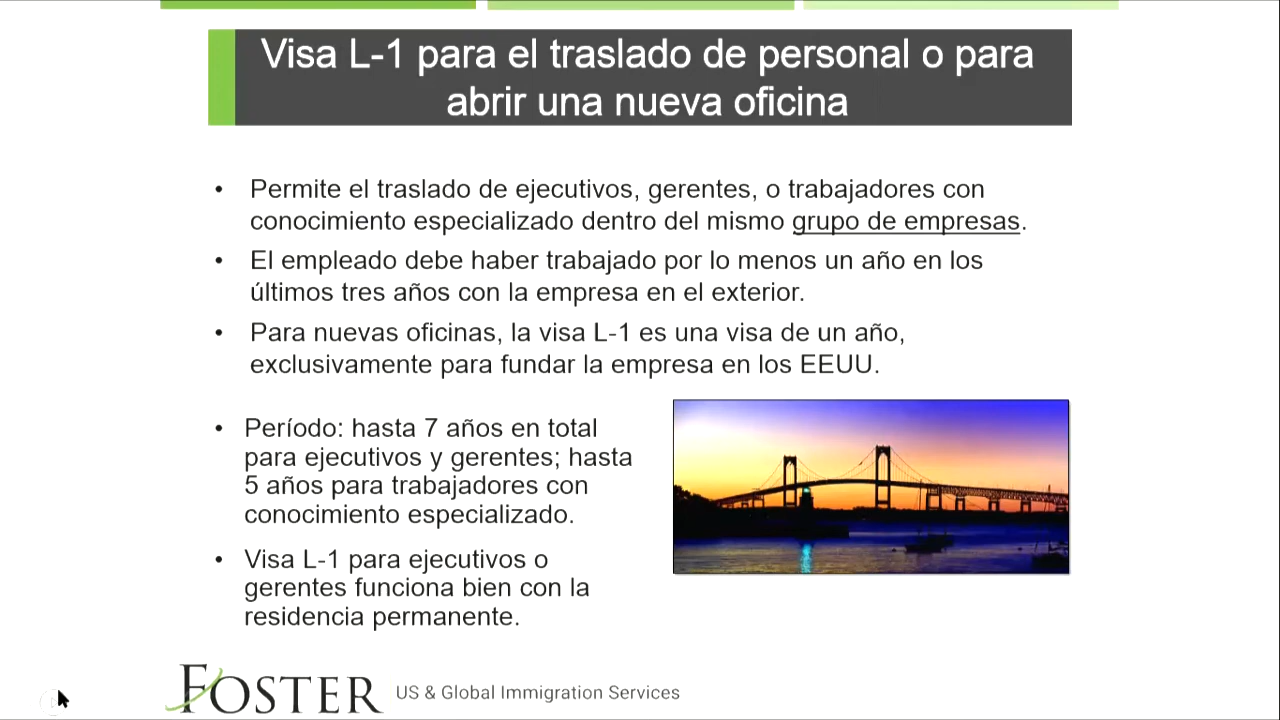 Visa L-1 para el traslado de personal o para
abrir una nueva oficina
• Permite el traslado de ejecutivos, gerentes, o trabajadores con
conocimiento especializado dentro del mismo grupo de empresas.
• El empleado debe haber trabajado por lo menos un año en los
últimos tres años con la empresa en el exterior.
• Para nuevas oficinas, la visa L-1 es una visa de un año,
exclusivamente para fundar la empresa en los EEUU.
• Período: hasta 7 años en total
para ejecutivos y gerentes; hasta
5 años para trabajadores con
conocimiento especializado.
• Visa L-1 para ejecutivos o
gerentes funciona bien con la
residencia permanente.
FOSTER US & Global Immigration Services